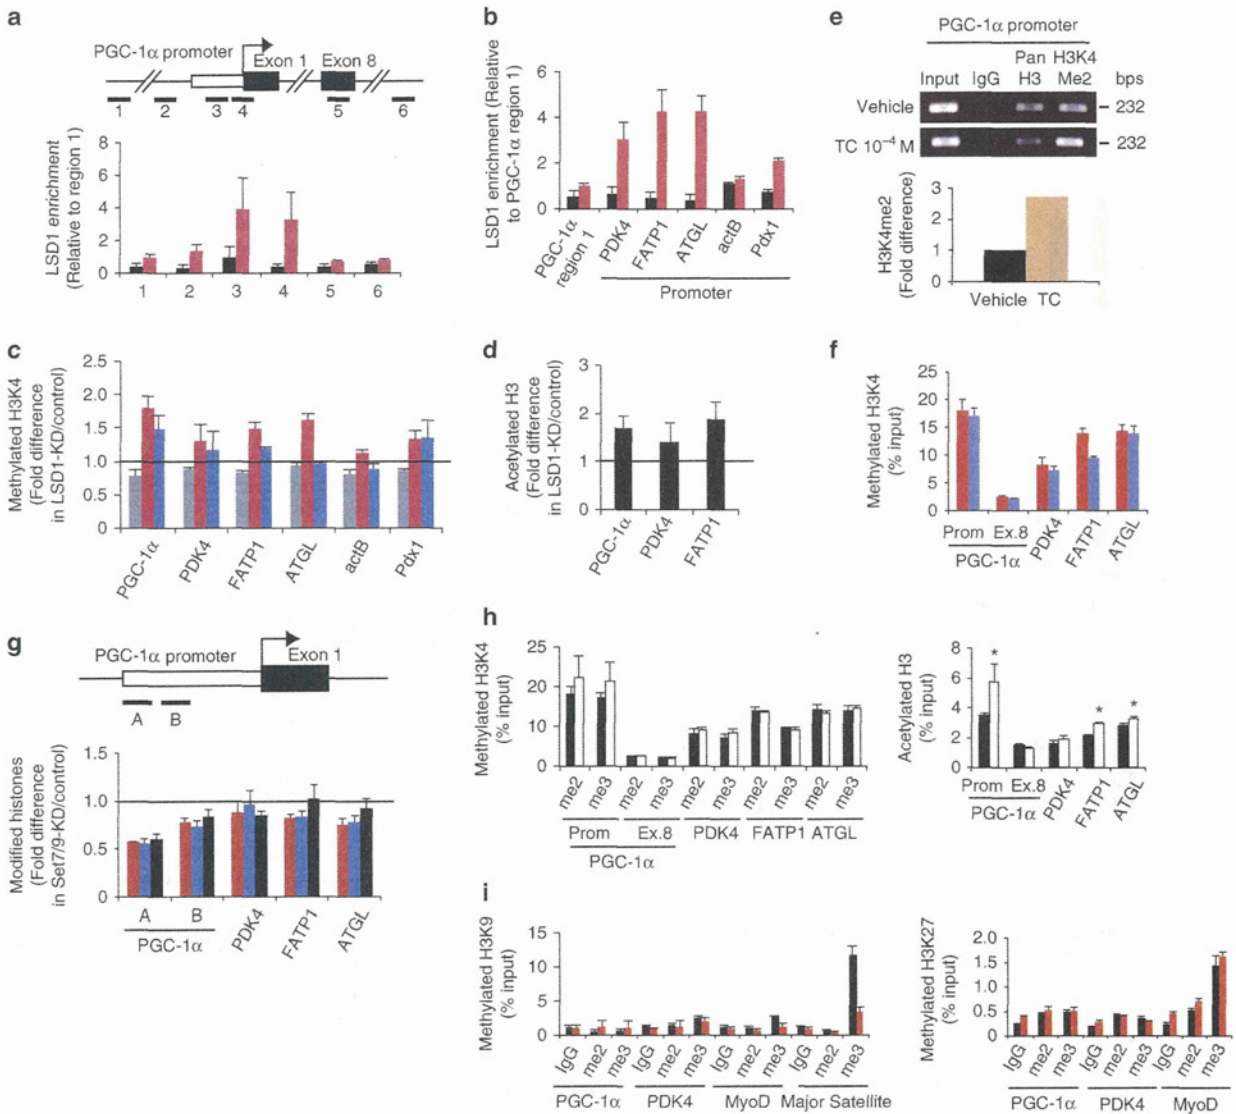 a
PGC-1α promoter
Exon 1 Exon 8
1 2 3 4 5 6
LSD1 enrichment
(Relative to region 1)
8
6
4
2
0
1 2 3 4 5 6
b
LSD1 enrichment (Relative
to PGC-1α region 1)
6
4
2
0
PGC-1α
region 1
PDK4
FATP1
ATGL
actB
Pdx1
Promoter
e
PGC-1α promoter
Pan H3K4
Input IgG H3 Me2 bps
Vehicle 232
TC 10⁻⁴ M 232
H3K4me2
(Fold difference)
3
2
1
0
Vehicle TC
c
Methylated H3K4
(Fold difference
in LSD1-KD/control)
2.5
2.0
1.5
1.0
0.5
0
PGC-1α
PDK4
FATP1
ATGL
actB
Pdx1
d
Acetylated H3
(Fold difference
in LSD1-KD/control)
3
2
1
0
PGC-1α
PDK4
FATP1
f
Methylated H3K4
(% input)
25
20
15
10
5
0
Prom Ex.8
PGC-1α
PDK4
FATP1
ATGL
g
PGC-1α promoter
Exon 1
A B
Modified histones
(Fold difference
in Set7/9-KD/control)
1.5
1.0
0.5
0
A B
PGC-1α
PDK4
FATP1
ATGL
h
Methylated H3K4
(% input)
25
20
10
5
0
me2 me3 me2 me3 me2 me3 me2 me3 me2 me3
Prom Ex.8 PDK4 FATP1 ATGL
PGC-1α
Acetylated H3
(% input)
8
6
4
2
0
* * *
Prom Ex.8
PGC-1α
PDK4
FATP1
ATGL
i
Methylated H3K9
(% input)
15
10
5
0
IgG me2 me3 IgG me2 me3 IgG me2 me3 IgG me2 me3
PGC-1α PDK4 MyoD Major Satellite
Methylated H3K27
(% input)
2.0
1.5
1.0
0.5
0
IgG me2 me3 IgG me2 me3 IgG me2 me3
PGC-1α PDK4 MyoD